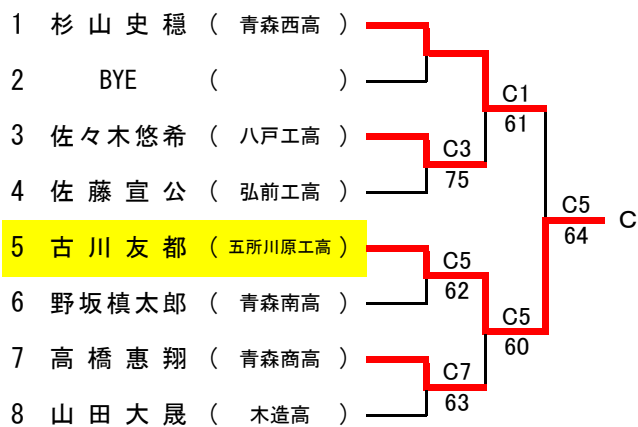 1 杉山史穏 ( 青森西高 )
2 BYE ( )
C1
61
3 佐々木悠希 ( 八戸工高 )
C3
75
4 佐藤宣公 ( 弘前工高 )
C5
64
C
5 古川友都 ( 五所川原工高 )
C5
62
6 野坂槙太郎 ( 青森南高 )
C5
60
7 高橋惠翔 ( 青森商高 )
C7
63
8 山田大晟 ( 木造高 )